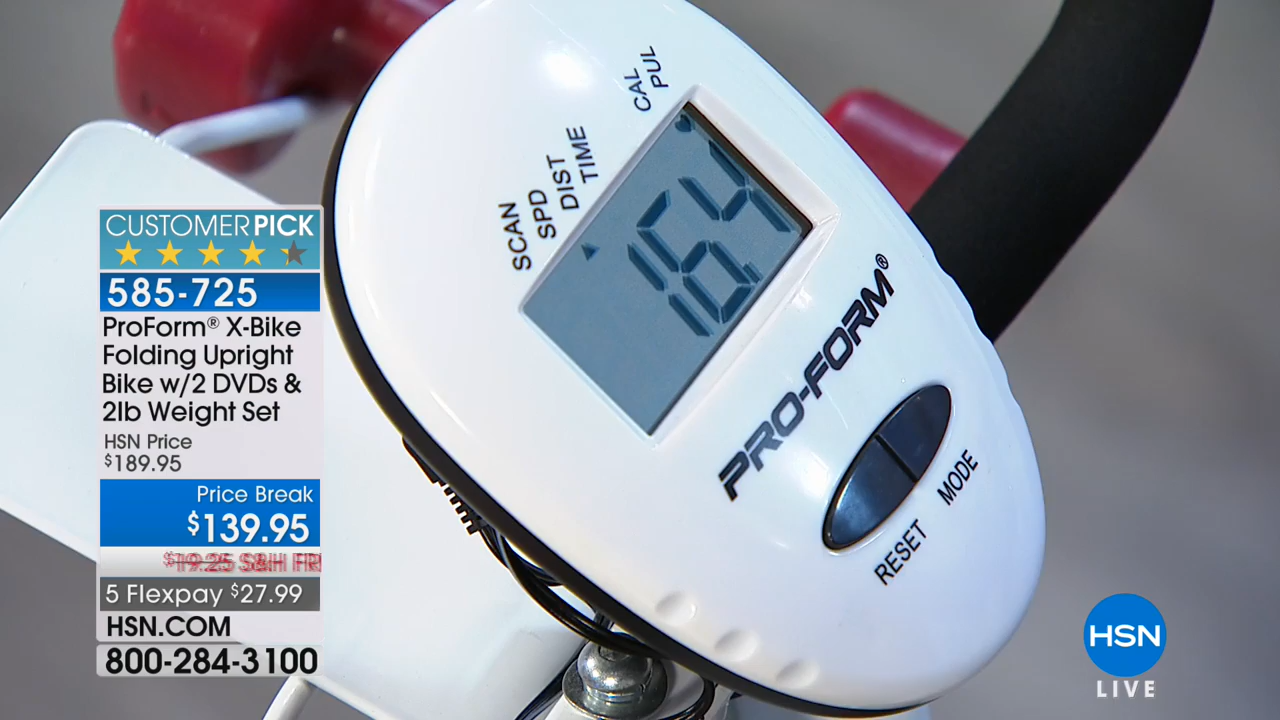 CUSTOMERPICK
585-725
ProForm® X-Bike
Folding Upright
Bike w/2 DVDs &
2lb Weight Set
HSN Price
$189.95
Price Break
$139.95
$19.25 S&H FR
5 Flexpay $27.99
HSN.COM
800-284-3100
SCAN
SPD
DIST
TIME
CAL
PUL
16.4
PRO-FORM®
RESET
MODE
HSN
LIVE